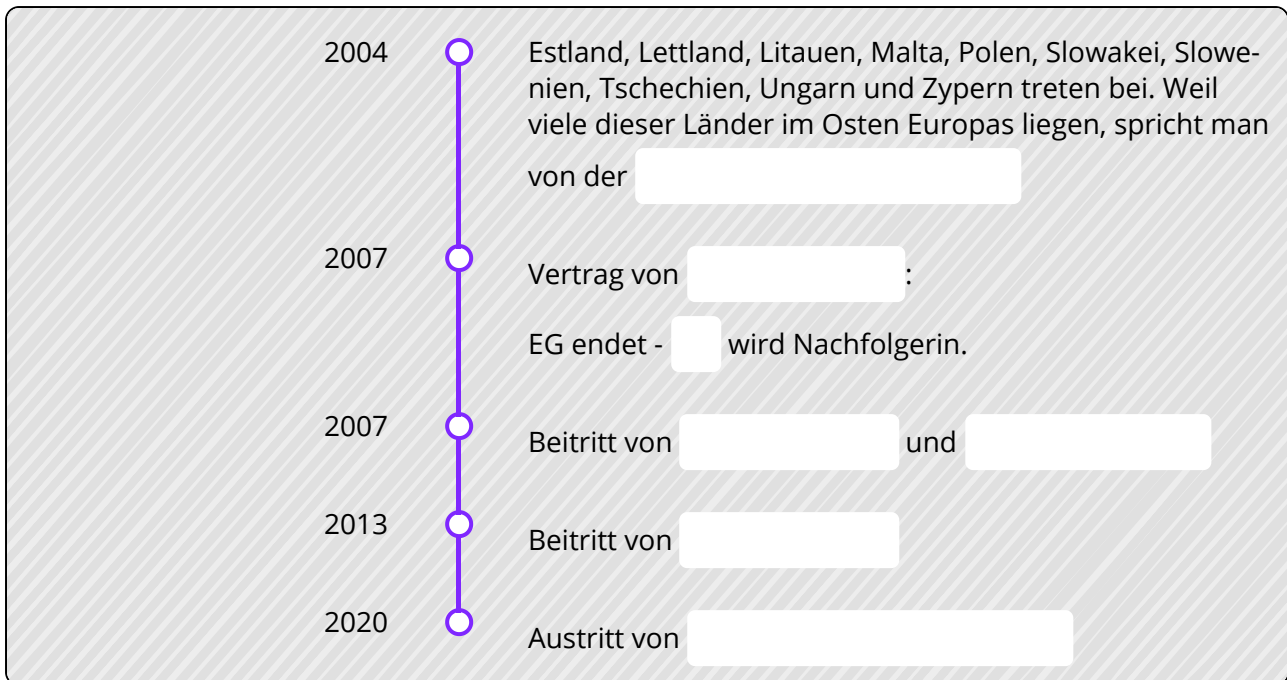 2004
Estland, Lettland, Litauen, Malta, Polen, Slowakei, Slowe-
nien, Tschechien, Ungarn und Zypern treten bei. Weil
viele dieser Länder im Osten Europas liegen, spricht man
von der
2007
Vertrag von :
EG endet - wird Nachfolgerin.
2007
Beitritt von und
2013
Beitritt von
2020
Austritt von